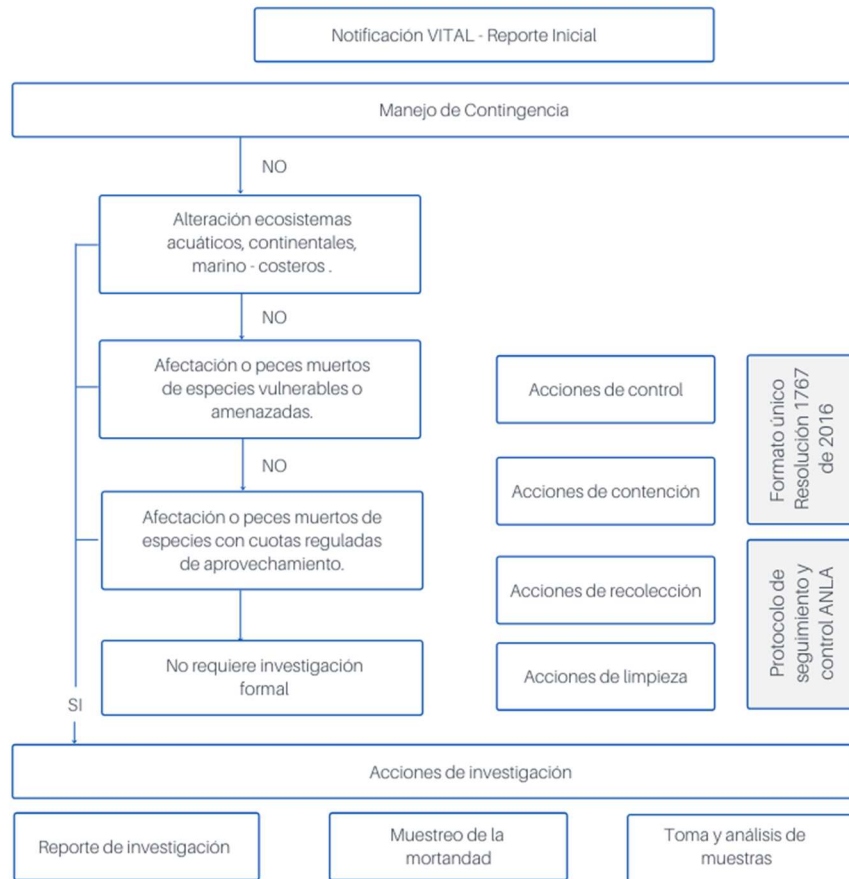 Notificación VITAL - Reporte Inicial
Manejo de Contingencia
NO
Alteración ecosistemas
acuáticos, continentales,
marino - costeros .
NO
Afectación o peces muertos
de especies vulnerables o
amenazadas.
NO
Afectación o peces muertos de
especies con cuotas reguladas
de aprovechamiento.
No requiere investigación
formal
SI
Acciones de control
Acciones de contención
Acciones de recolección
Acciones de limpieza
Formato único
Resolución 1767
de 2016
Protocolo de
seguimiento y
control ANLA
Acciones de investigación
Reporte de investigación
Muestreo de la
mortandad
Toma y análisis de
muestras